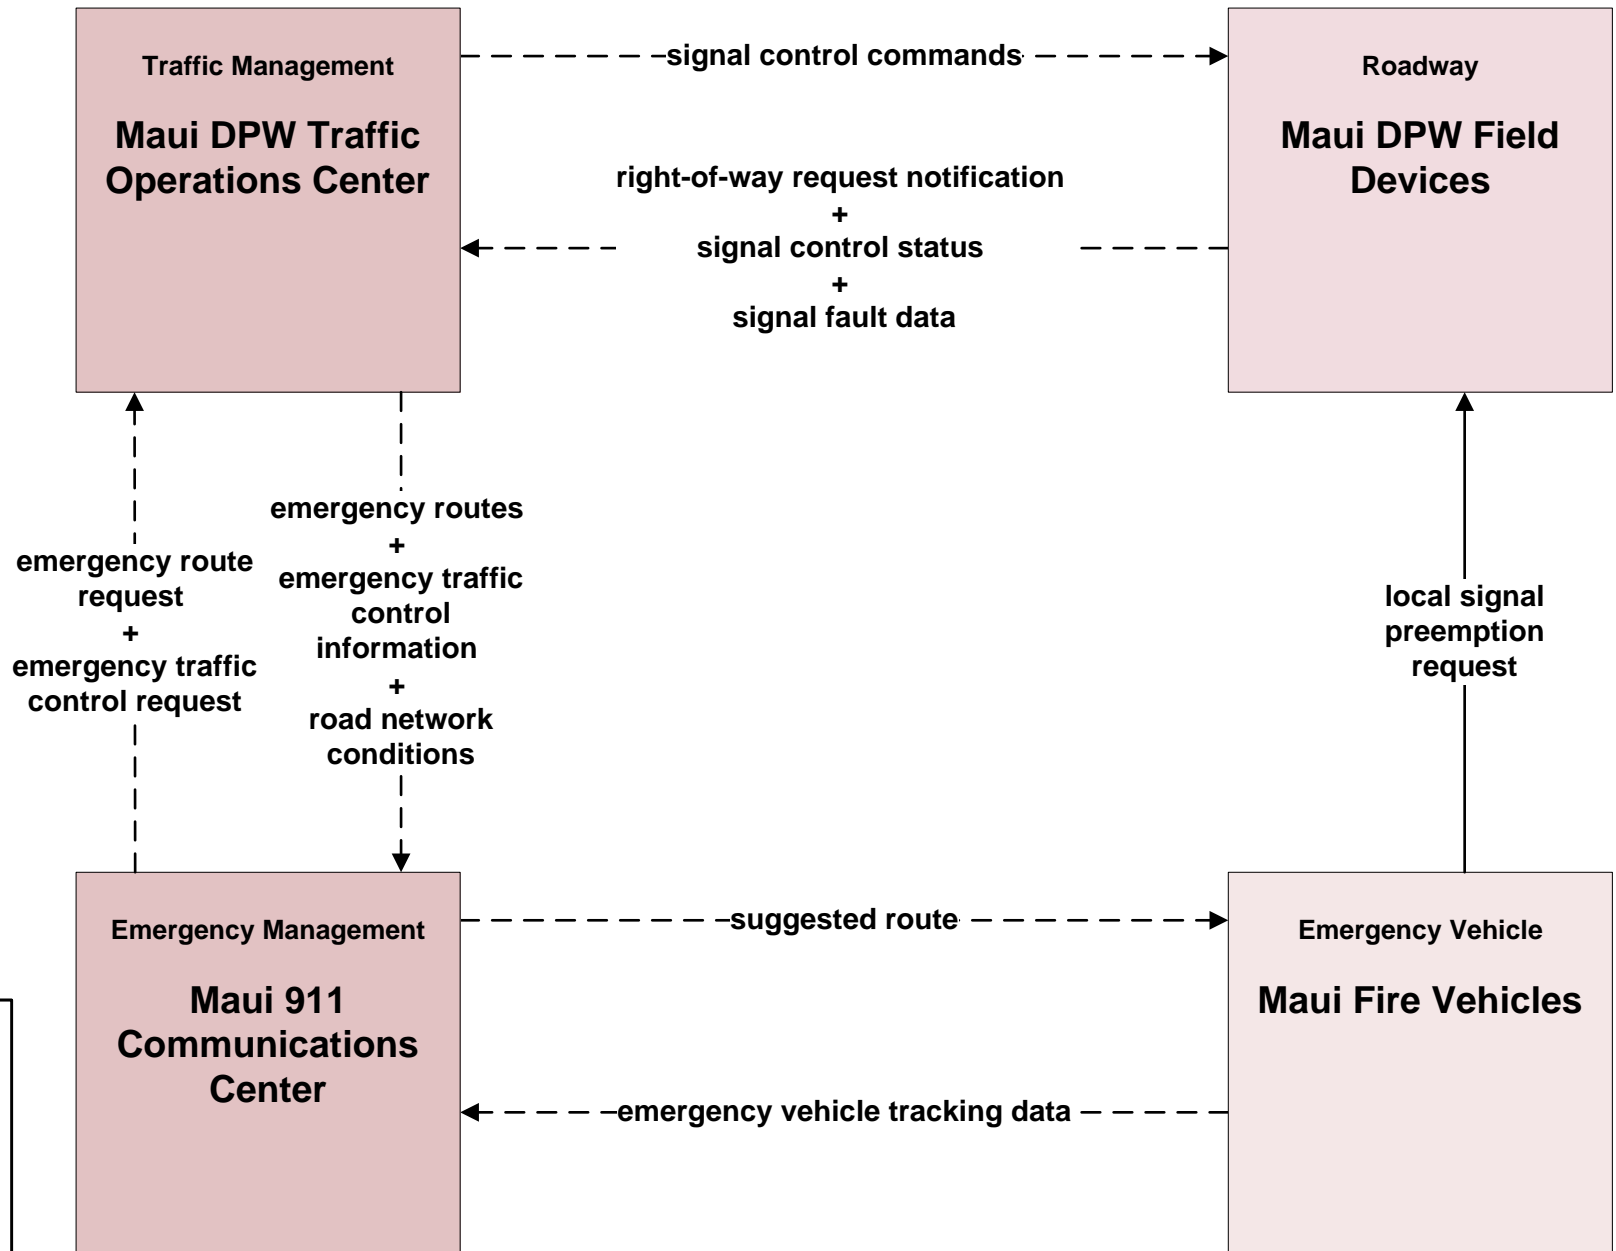 Traffic Management
Maui DPW Traffic
Operations Center
signal control commands
Roadway
Maui DPW Field
Devices
right-of-way request notification
+
signal control status
+
signal fault data
emergency route
request
+
emergency traffic
control request
emergency routes
+
emergency traffic
control
information
+
road network
conditions
local signal
preemption
request
Emergency Management
Maui 911
Communications
Center
suggested route
Emergency Vehicle
Maui Fire Vehicles
emergency vehicle tracking data